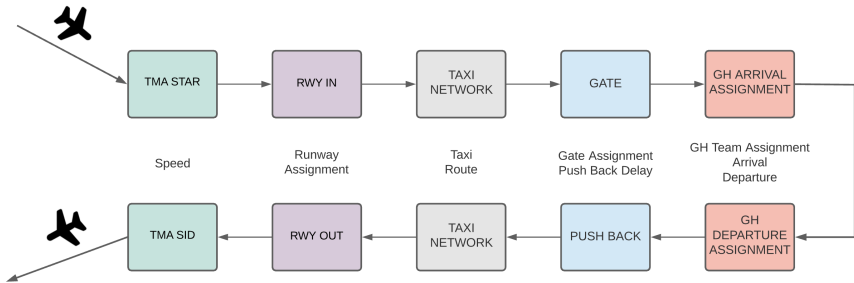 TMA STAR
RWY IN
TAXI
NETWORK
GATE
GH ARRIVAL
ASSIGNMENT
Speed
Runway
Assignment
Taxi
Route
Gate Assignment
Push Back Delay
GH Team Assignment
Arrival
Departure
TMA SID
RWY OUT
TAXI
NETWORK
PUSH BACK
GH
DEPARTURE
ASSIGNMENT